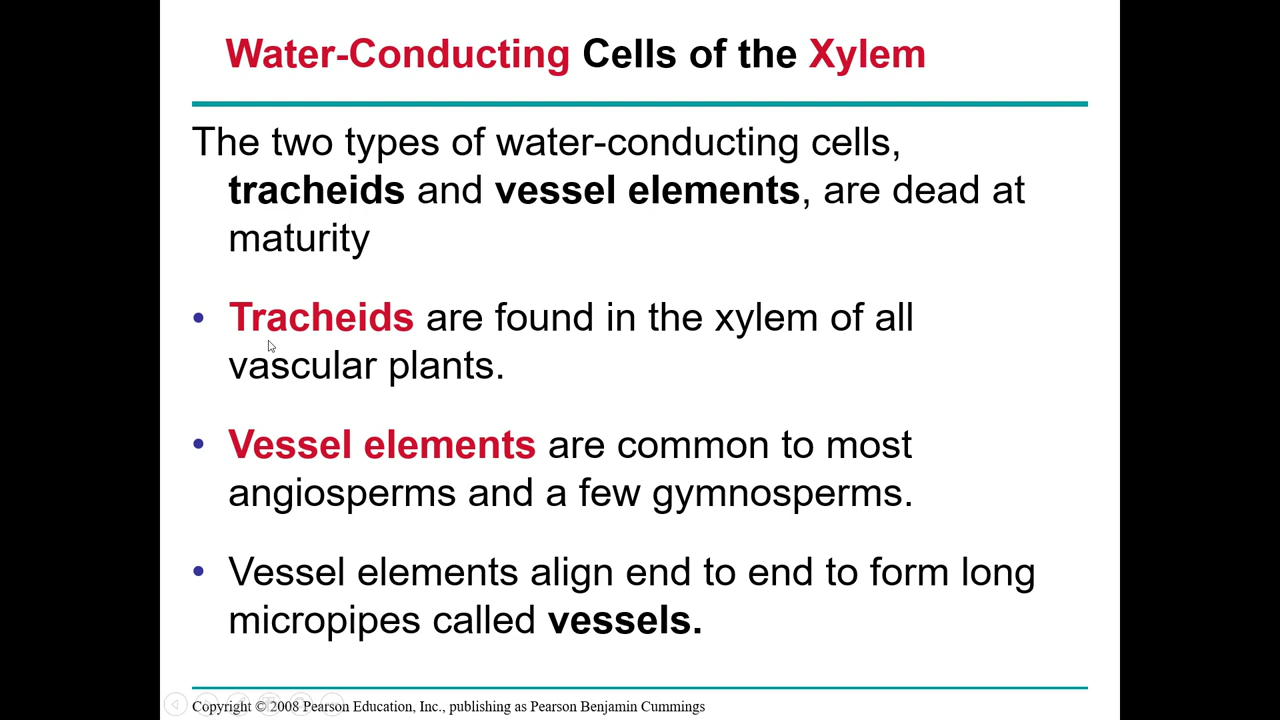 Water-Conducting Cells of the Xylem
The two types of water-conducting cells,
tracheids and vessel elements, are dead at
maturity
• Tracheids are found in the xylem of all
vascular plants.
• Vessel elements are common to most
angiosperms and a few gymnosperms.
• Vessel elements align end to end to form long
micropipes called vessels.
Copyright © 2008 Pearson Education, Inc., publishing as Pearson Benjamin Cummings